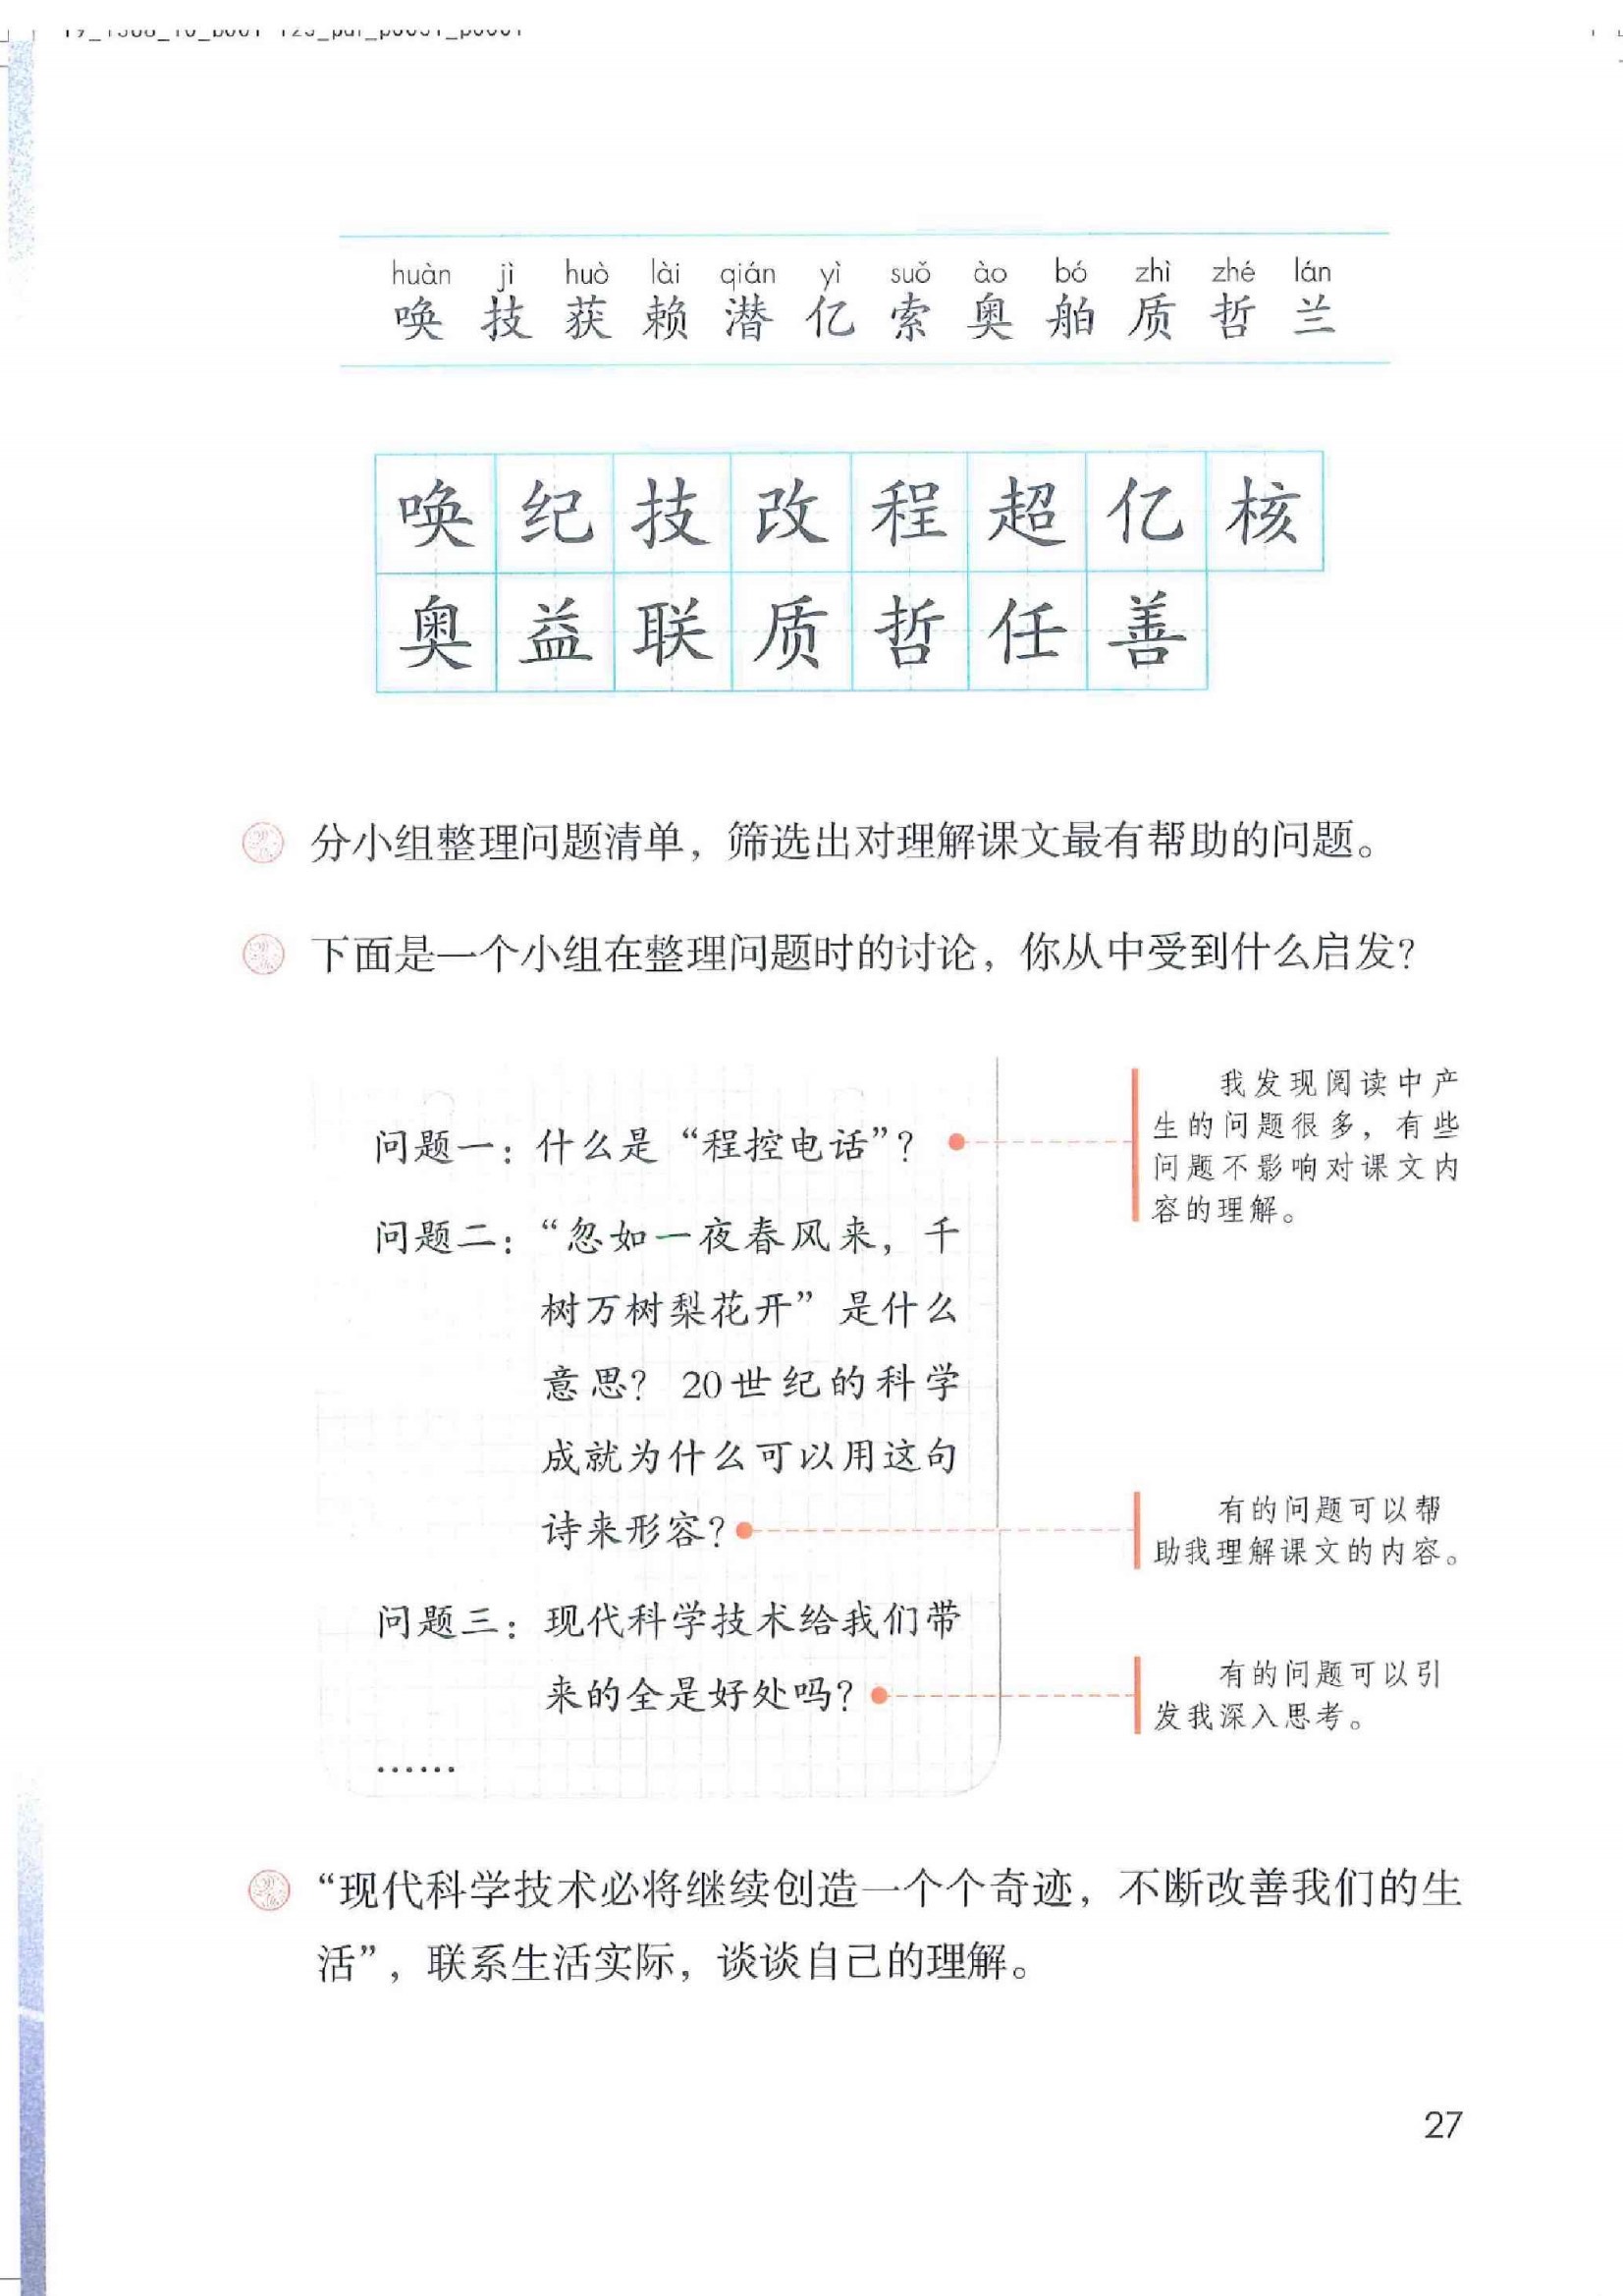 huàn jì huò lài qián yì suǒ ào bó zhì zhé lán
唤 技 获 赖 潜 亿 索 奥 舶 质 哲 兰
唤 纪 技 改 程 超 亿 核
奥 益 联 质 哲 任 善
分小组整理问题清单，筛选出对理解课文最有帮助的问题。
下面是一个小组在整理问题时的讨论，你从中受到什么启发？
问题一：什么是“程控电话”？
我发现阅读中产
生的问题很多，有些
问题不影响对课文内
容的理解。
问题二：“忽如一夜春风来，千
树万树梨花开”是什么
意思？20世纪的科学
成就为什么可以用这句
诗来形容？
有的问题可以帮
助我理解课文的内容。
问题三：现代科学技术给我们带
来的全是好处吗？
有的问题可以引
发我深入思考。
……
“现代科学技术必将继续创造一个个奇迹，不断改善我们的生
活”，联系生活实际，谈谈自己的理解。
27